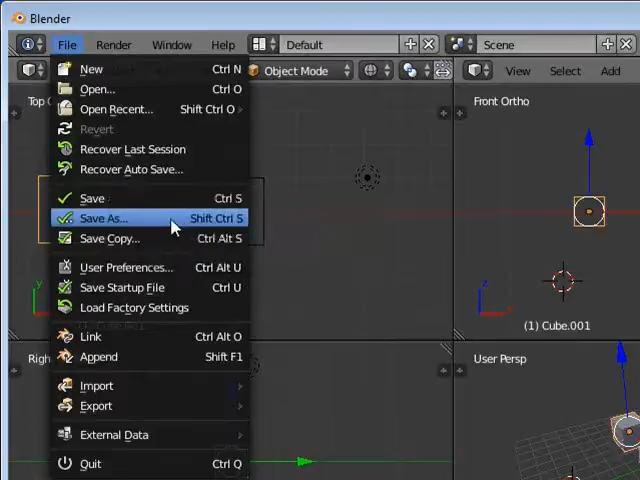 Blender
File Render Window Help Default Scene
Object Mode View Select Add
New Ctrl N
Open... Ctrl O
Open Recent... Shift Ctrl O
Revert
Recover Last Session
Recover Auto Save...
Save Ctrl S
Save As... Shift Ctrl S
Save Copy... Ctrl Alt S
User Preferences... Ctrl Alt U
Save Startup File Ctrl U
Load Factory Settings
Link Ctrl Alt O
Append Shift F1
Import
Export
External Data
Quit Ctrl Q
Top
y
Front Ortho
z
x
(1) Cube.001
Right
User Persp